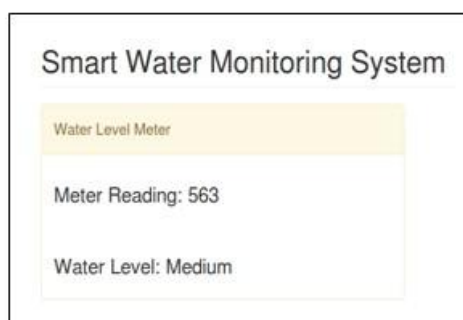 Smart Water Monitoring System
Water Level Meter
Meter Reading: 563
Water Level: Medium